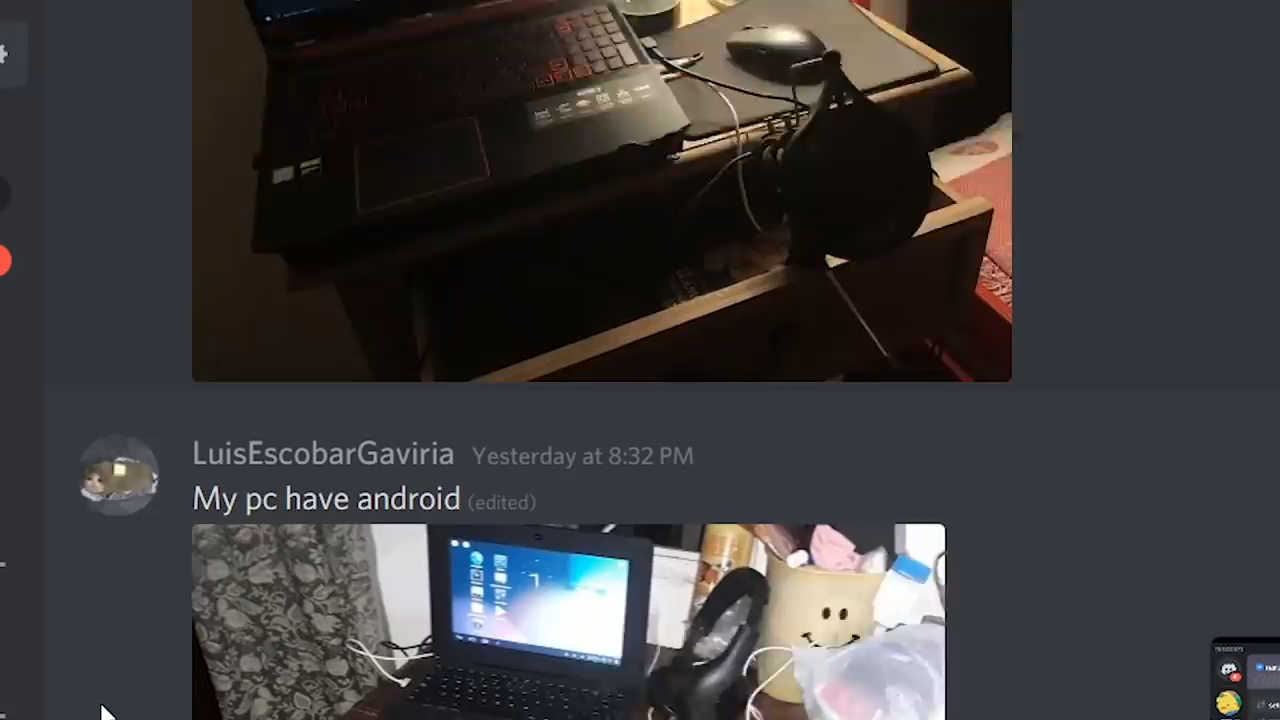 LuisEscobarGaviria Yesterday at 8:32 PM
My pc have android (edited)